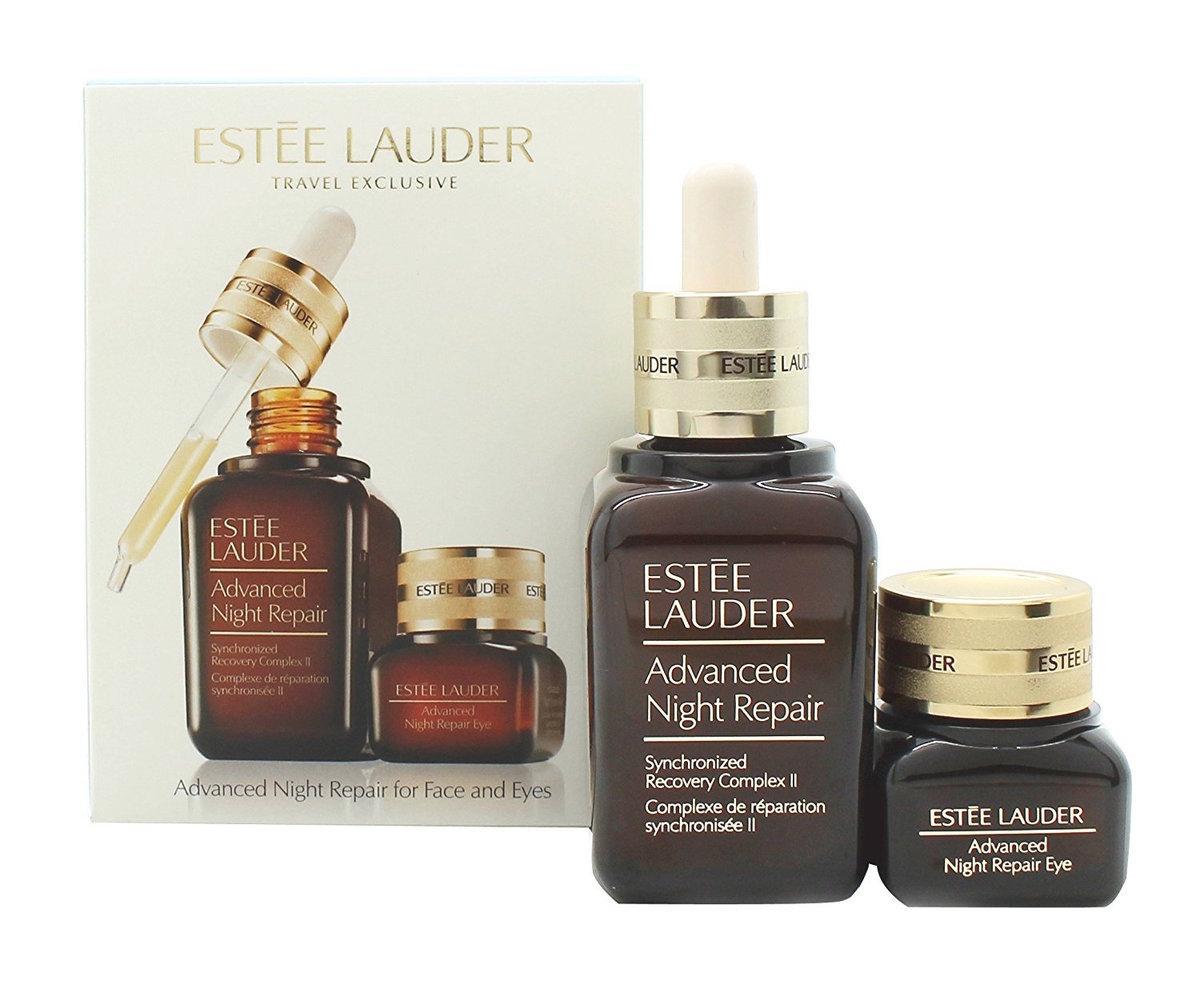 ESTĒE LAUDER
TRAVEL EXCLUSIVE
ESTĒE LAUDER
ESTĒE
LAUDER
Advanced
Night Repair
Synchronized
Recovery Complex II
Complexe de réparation
synchronisée II
ESTĒE LAUDER ESTĒ
ESTĒE LAUDER
Advanced
Night Repair Eye
Advanced Night Repair for Face and Eyes
LAUDER ESTĒE LAUD
ESTĒE
LAUDER
Advanced
Night Repair
Synchronized
Recovery Complex II
Complexe de réparation
synchronisée II
DER ESTĒE LA
ESTĒE LAUDER
Advanced
Night Repair Eye